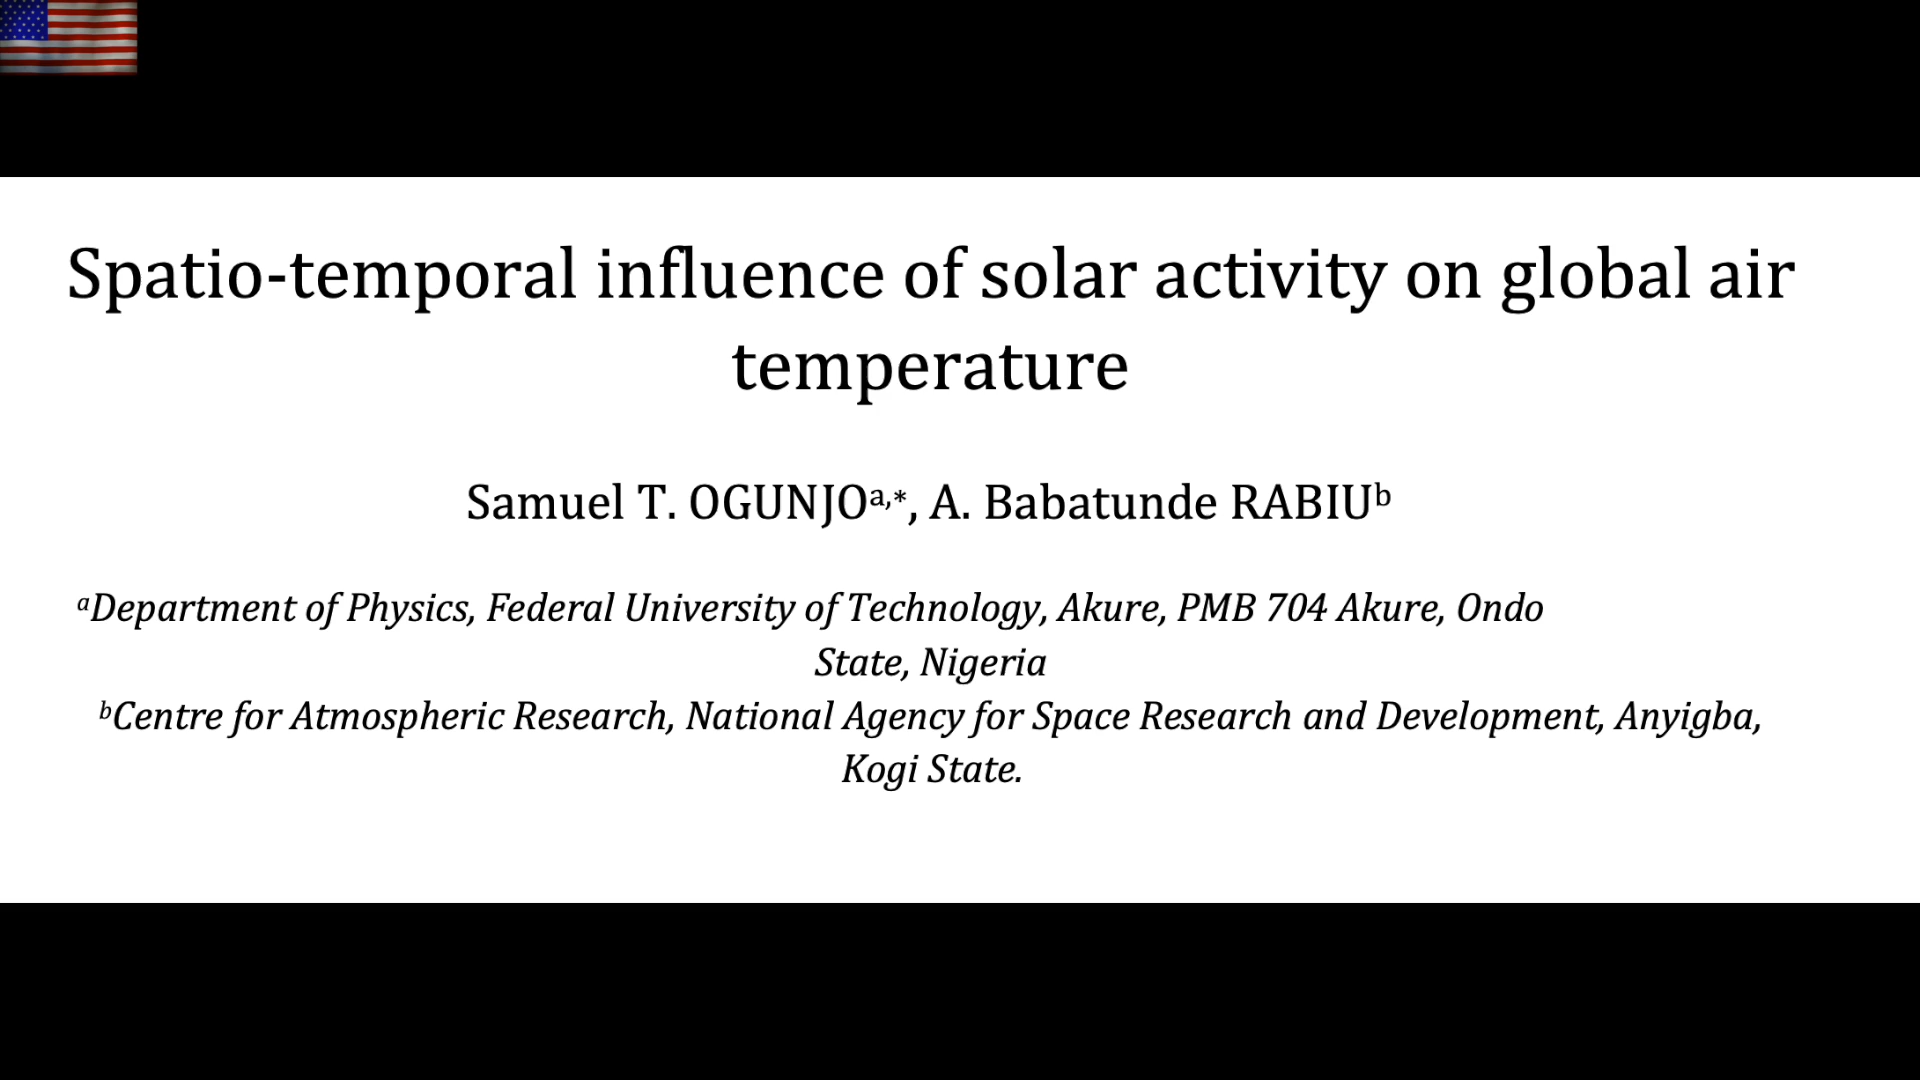 Spatio-temporal influence of solar activity on global air
temperature
Samuel T. OGUNJOᵃ,*, A. Babatunde RABIUᵇ
ᵃDepartment of Physics, Federal University of Technology, Akure, PMB 704 Akure, Ondo
State, Nigeria
ᵇCentre for Atmospheric Research, National Agency for Space Research and Development, Anyigba,
Kogi State.